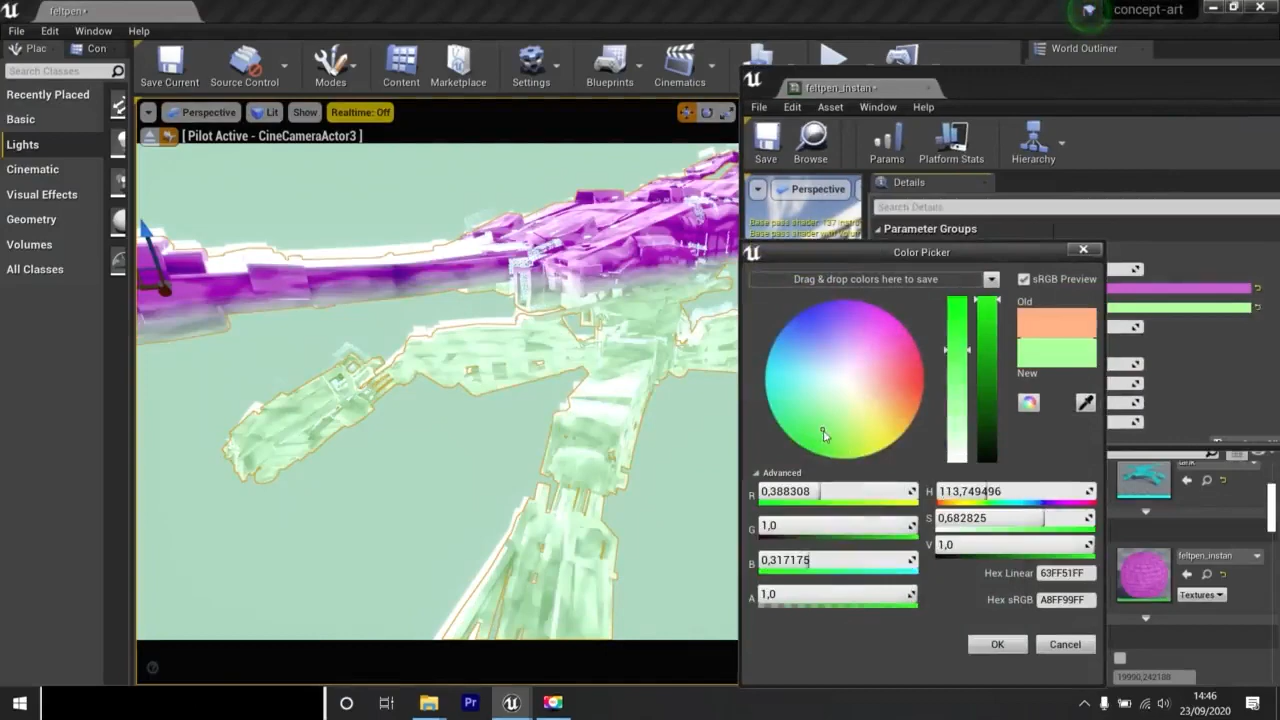 feltpen*
concept-art
File Edit Window Help
Plac Con
World Outliner
Search Classes
Save Current Source Control Modes Content Marketplace Settings Blueprints Cinematics
Recently Placed
Basic
Lights
Cinematic
Visual Effects
Geometry
Volumes
All Classes
Perspective Lit Show Realtime: Off
[ Pilot Active - CineCameraActor3 ]
feltpen_instan*
File Edit Asset Window Help
Save Browse Params Platform Stats Hierarchy
Perspective
Details
Search Details
Parameter Groups
Color Picker
Drag & drop colors here to save
sRGB Preview
Old
New
Advanced
R 0,388308
G 1,0
B 0,317175
A 1,0
H 113,749496
S 0,682825
V 1,0
Hex Linear 63FF51FF
Hex sRGB A8FF99FF
OK Cancel
feltpen_instan
Textures
19990,242188
Pr
14:46
23/09/2020